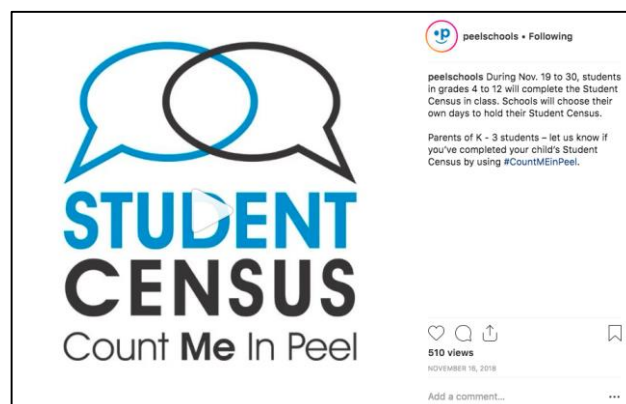 STUDENT
CENSUS
Count Me In Peel
peelschools • Following
peelschools During Nov. 19 to 30, students
in grades 4 to 12 will complete the Student
Census in class. Schools will choose their
own days to hold their Student Census.
Parents of K - 3 students – let us know if
you've completed your child's Student
Census by using #CountMEinPeel.
510 views
NOVEMBER 16, 2018
Add a comment...